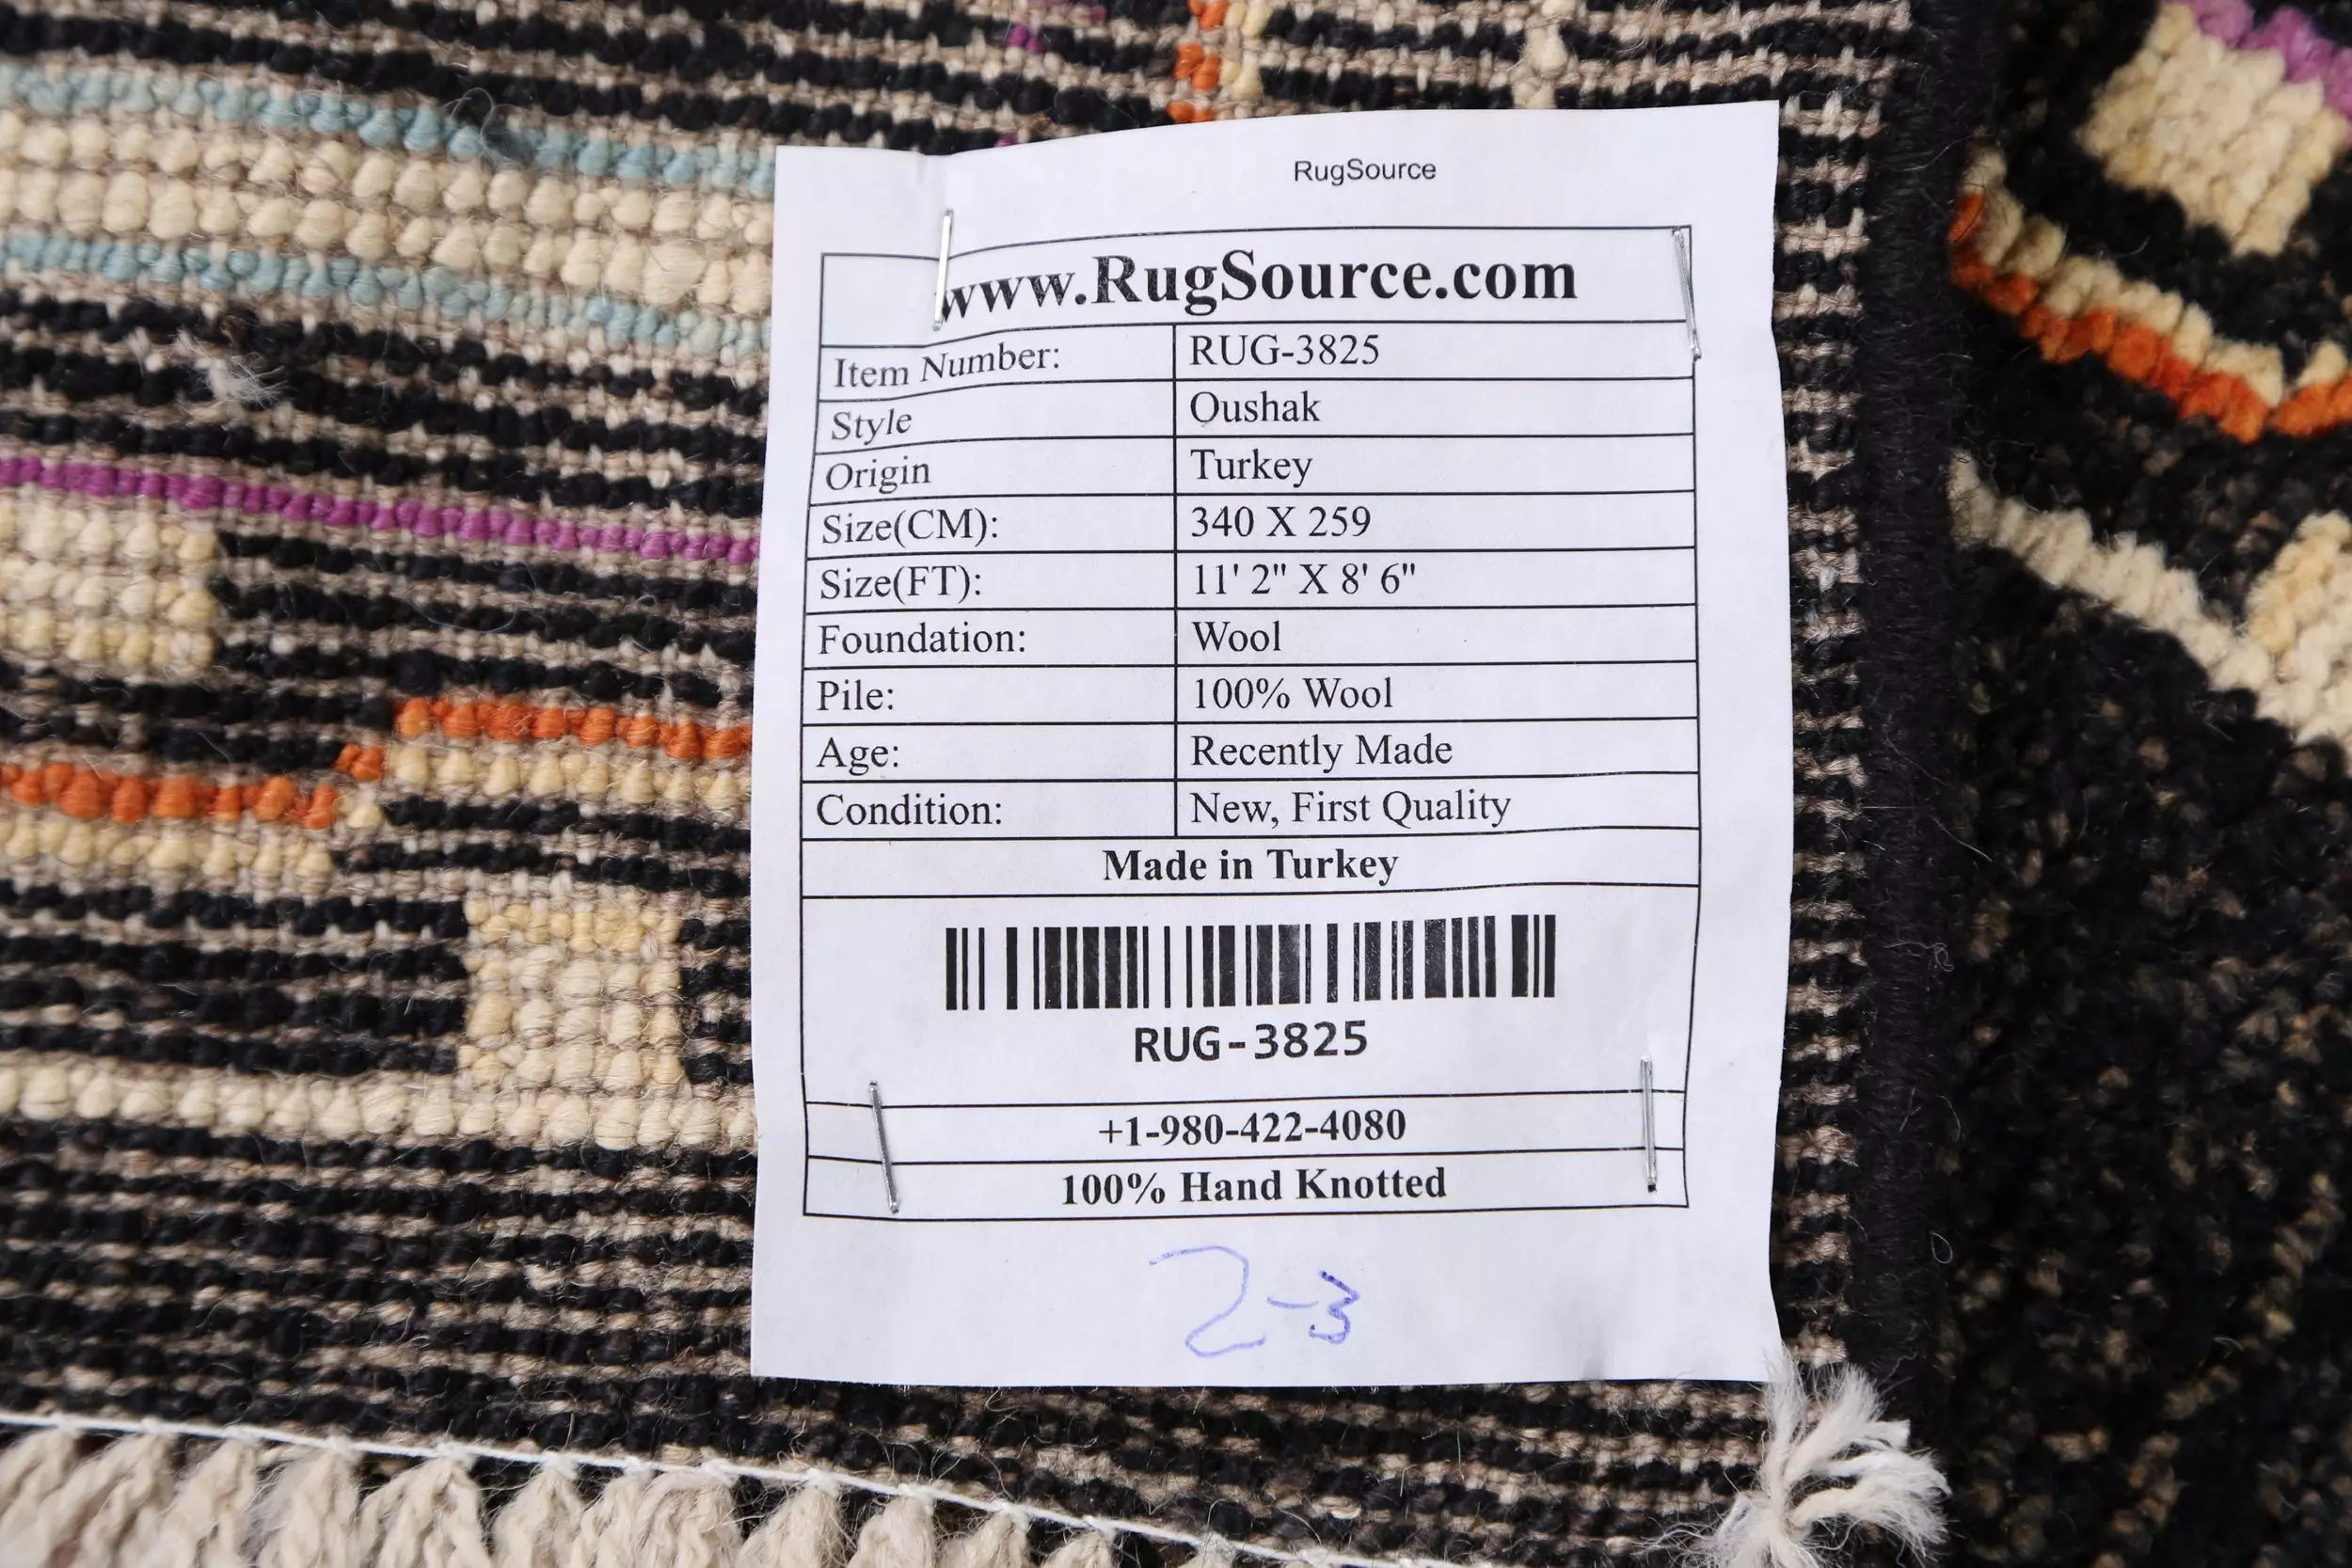 RugSource
www.RugSource.com
Item Number: RUG-3825
Style Oushak
Origin Turkey
Size(CM): 340 X 259
Size(FT): 11' 2" X 8' 6"
Foundation: Wool
Pile: 100% Wool
Age: Recently Made
Condition: New, First Quality
Made in Turkey
RUG-3825
+1-980-422-4080
100% Hand Knotted
2-3